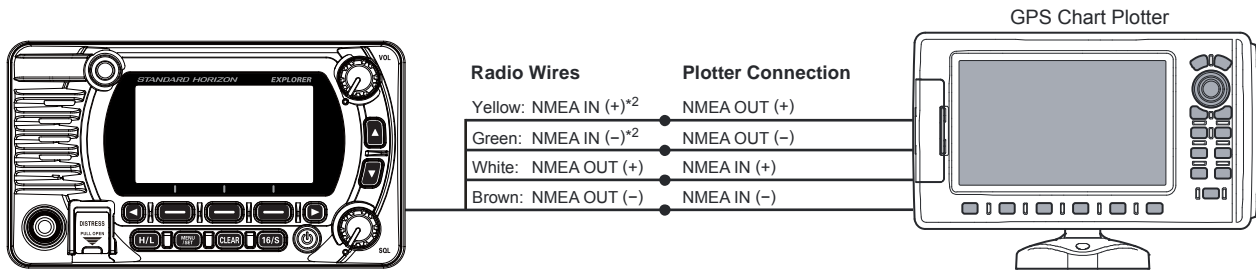 GPS Chart Plotter
VOL
STANDARD HORIZON EXPLORER
Radio Wires Plotter Connection
Yellow: NMEA IN (+)*2 NMEA OUT (+)
Green: NMEA IN (−)*2 NMEA OUT (−)
White: NMEA OUT (+) NMEA IN (+)
Brown: NMEA OUT (−) NMEA IN (−)
DISTRESS
PULL OPEN
H/L MENU /SET CLEAR 16/S
SQL